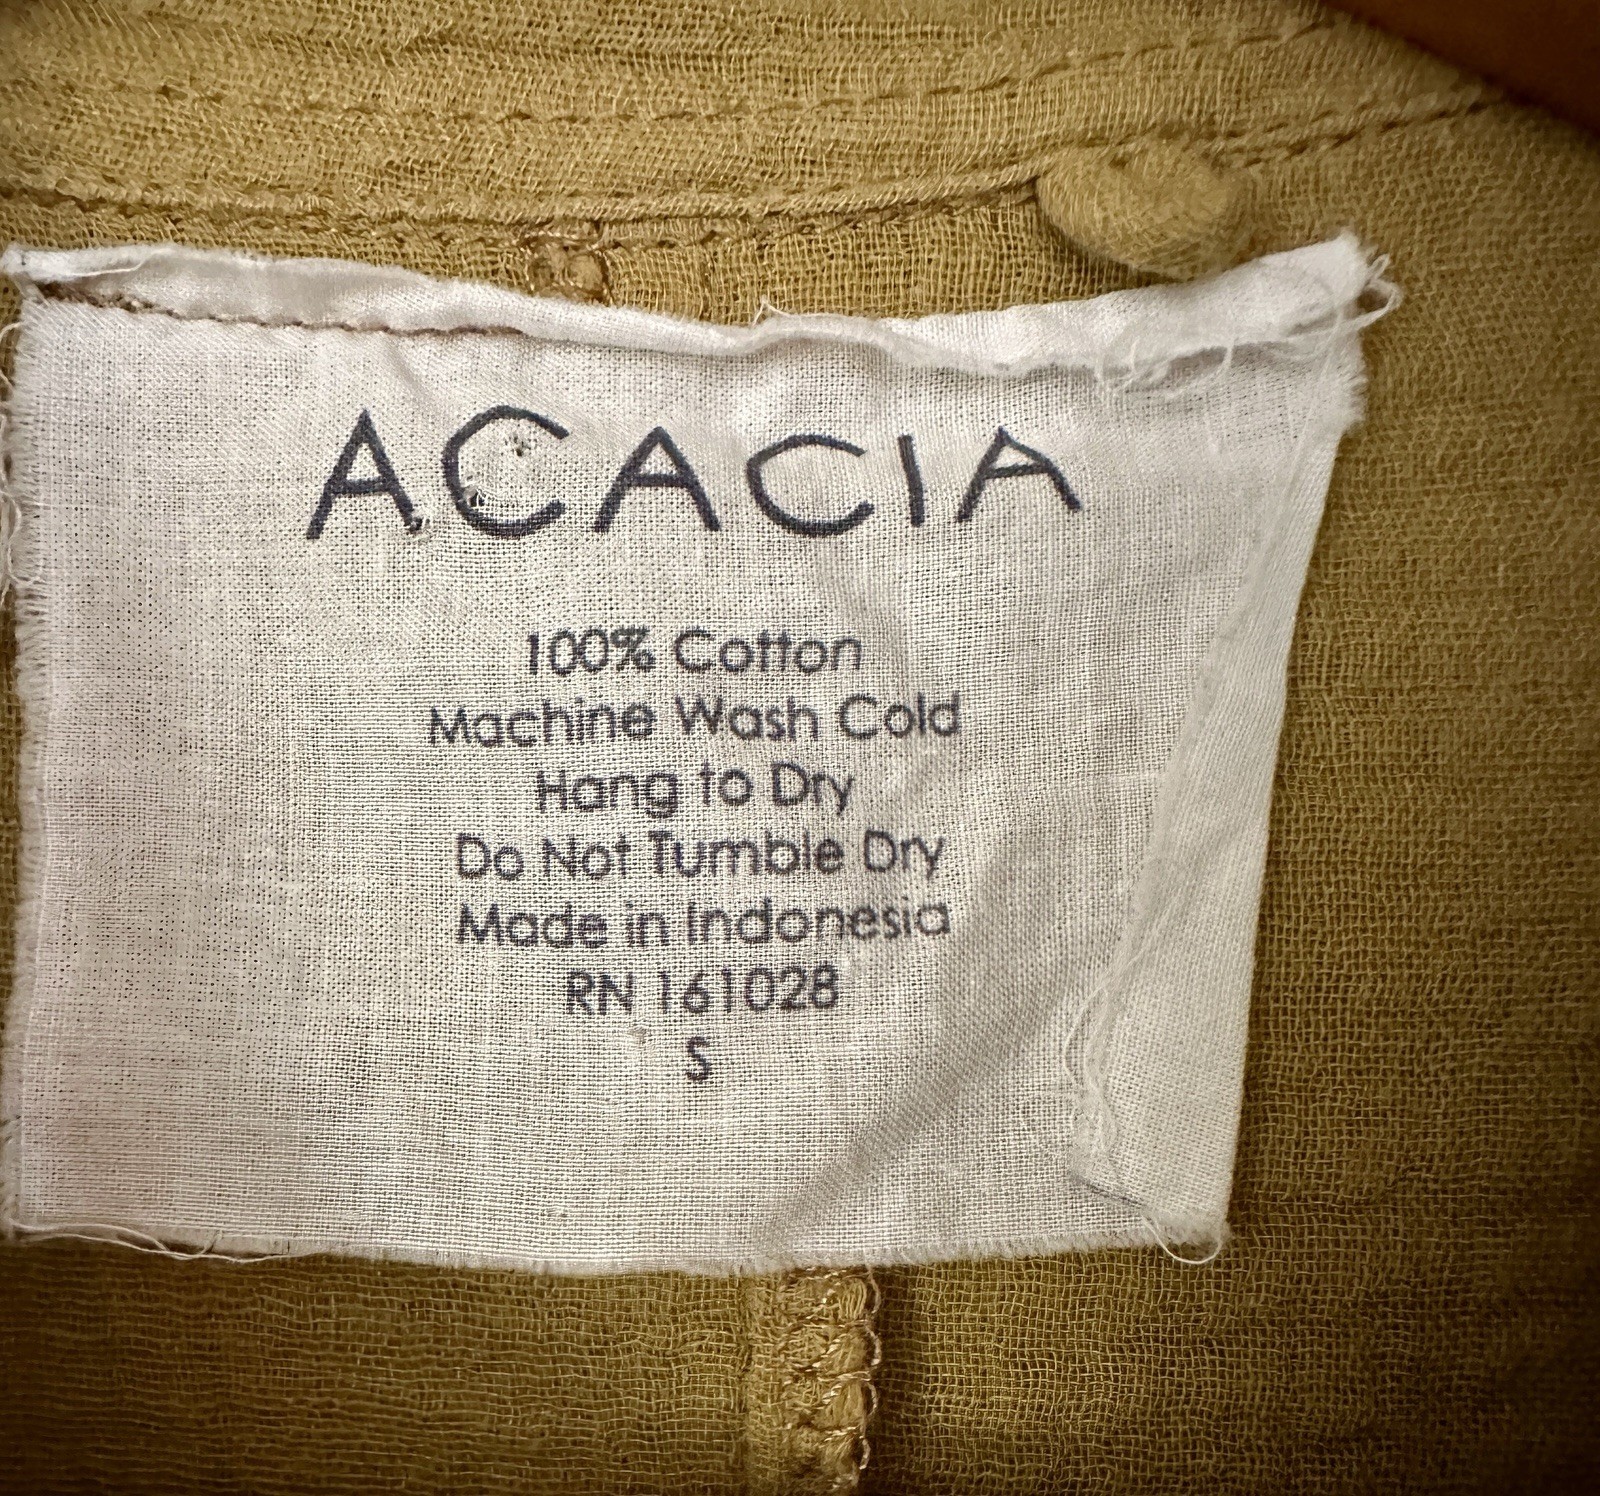 ACACIA
100% Cotton
Machine Wash Cold
Hang to Dry
Do Not Tumble Dry
Made in Indonesia
RN 161028
S